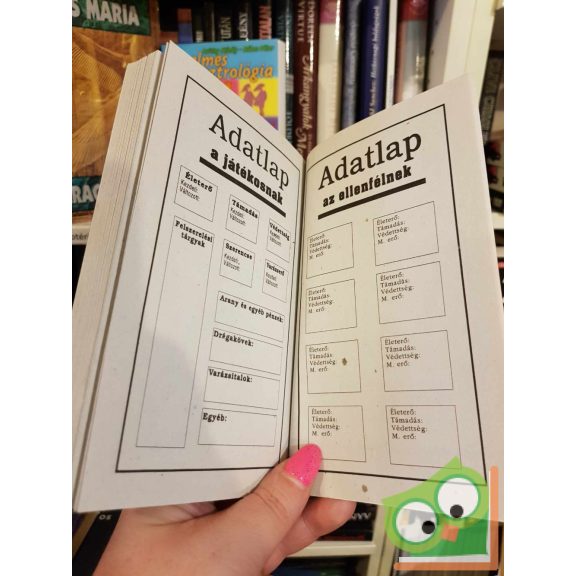 S MARIA
Adatlap
a játékosnak
Életerő
Kezdeti:
Változott:
Támadás
Kezdeti:
Változott:
Védettség
Kezdeti:
Változott:
Felszerelési
tárgyak
Szerencse
Kezdeti:
Változott:
Kezdeti:
Változott:
Arany és egyéb pénzek:
Drágakövek:
Varázsitalok:
Egyéb:
Adatlap
az ellenfélnek
Életerő:
Támadás:
Védettség:
M. erő:
Életerő:
Támadás:
Védettség:
M. erő:
Életerő:
Támadás:
Védettség:
M. erő:
Életerő:
Támadás:
Védettség:
M. erő:
Életerő:
Támadás:
Védettség:
M. erő:
Életerő:
Támadás:
Védettség:
M. erő:
Életerő:
Támadás:
Védettség:
M. erő:
Életerő:
Támadás:
Védettség:
M. erő: